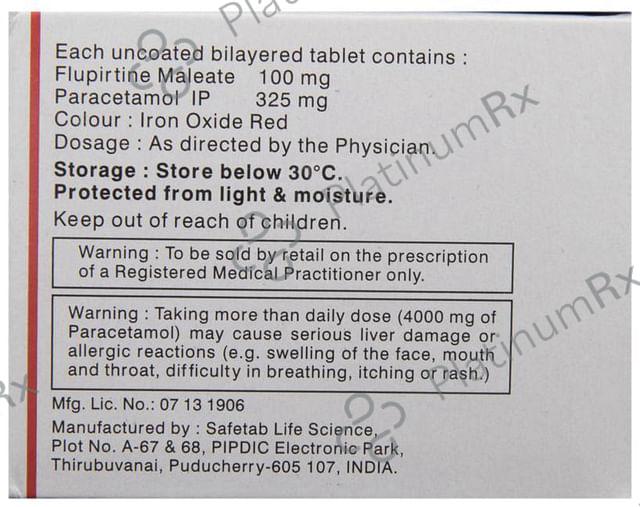 Each uncoated bilayered tablet contains :
Flupirtine Maleate 100 mg
Paracetamol IP 325 mg
Colour : Iron Oxide Red
Dosage : As directed by the Physician.
Storage : Store below 30°C.
Protected from light & moisture.
Keep out of reach of children.
Warning : To be sold by retail on the prescription
of a Registered Medical Practitioner only.
Warning : Taking more than daily dose (4000 mg of
Paracetamol) may cause serious liver damage or
allergic reactions (e.g. swelling of the face, mouth
and throat, difficulty in breathing, itching or rash.)
Mfg. Lic. No.: 07 13 1906
Manufactured by : Safetab Life Science,
Plot No. A-67 & 68, PIPDIC Electronic Park,
Thirubuvanai, Puducherry-605 107, INDIA.
PlatinumRx
PlatinumRx